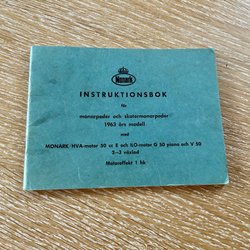 Monark
INSTRUKTIONSBOK
för
monarpeder och skotermonarpeder
1963 års modell
med
MONARK/HVA-motor 50 cc E och ILO-motor G 50 piano och V 50
2-3 växlad
Motoreffekt 1 hk